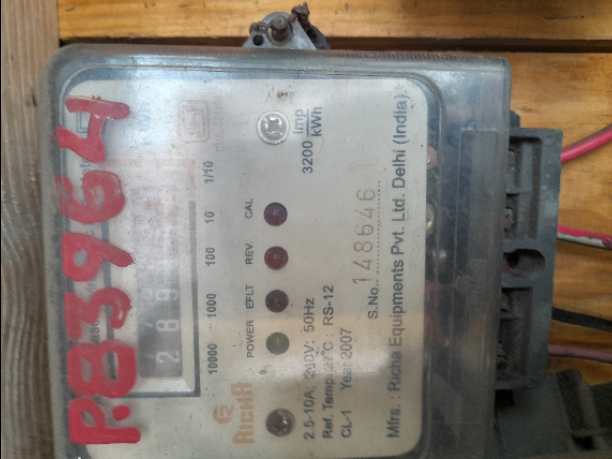 P.83964
289
10000 1000 100 10 1/10
POWER EFLT REV. CAL
3200 Imp/kWh
RICHA
2.5-10A; 240V; 50Hz
Ref. Temp. 27°C : RS-12
CL-1 Year 2007
S.No. 148646
Mfrs. : Richa Equipments Pvt. Ltd. Delhi (India)